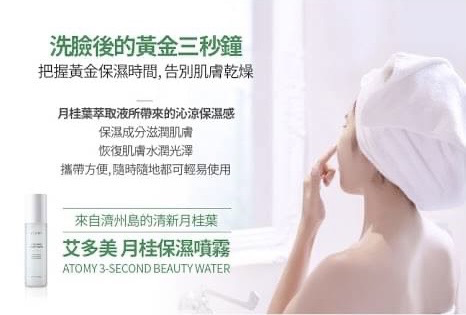 洗臉後的黃金三秒鐘
把握黃金保濕時間, 告別肌膚乾燥
月桂葉萃取液所帶來的沁涼保濕感
保濕成分滋潤肌膚
恢復肌膚水潤光澤
攜帶方便, 隨時隨地都可輕易使用
來自濟州島的清新月桂葉
艾多美 月桂保濕噴霧
ATOMY 3-SECOND BEAUTY WATER